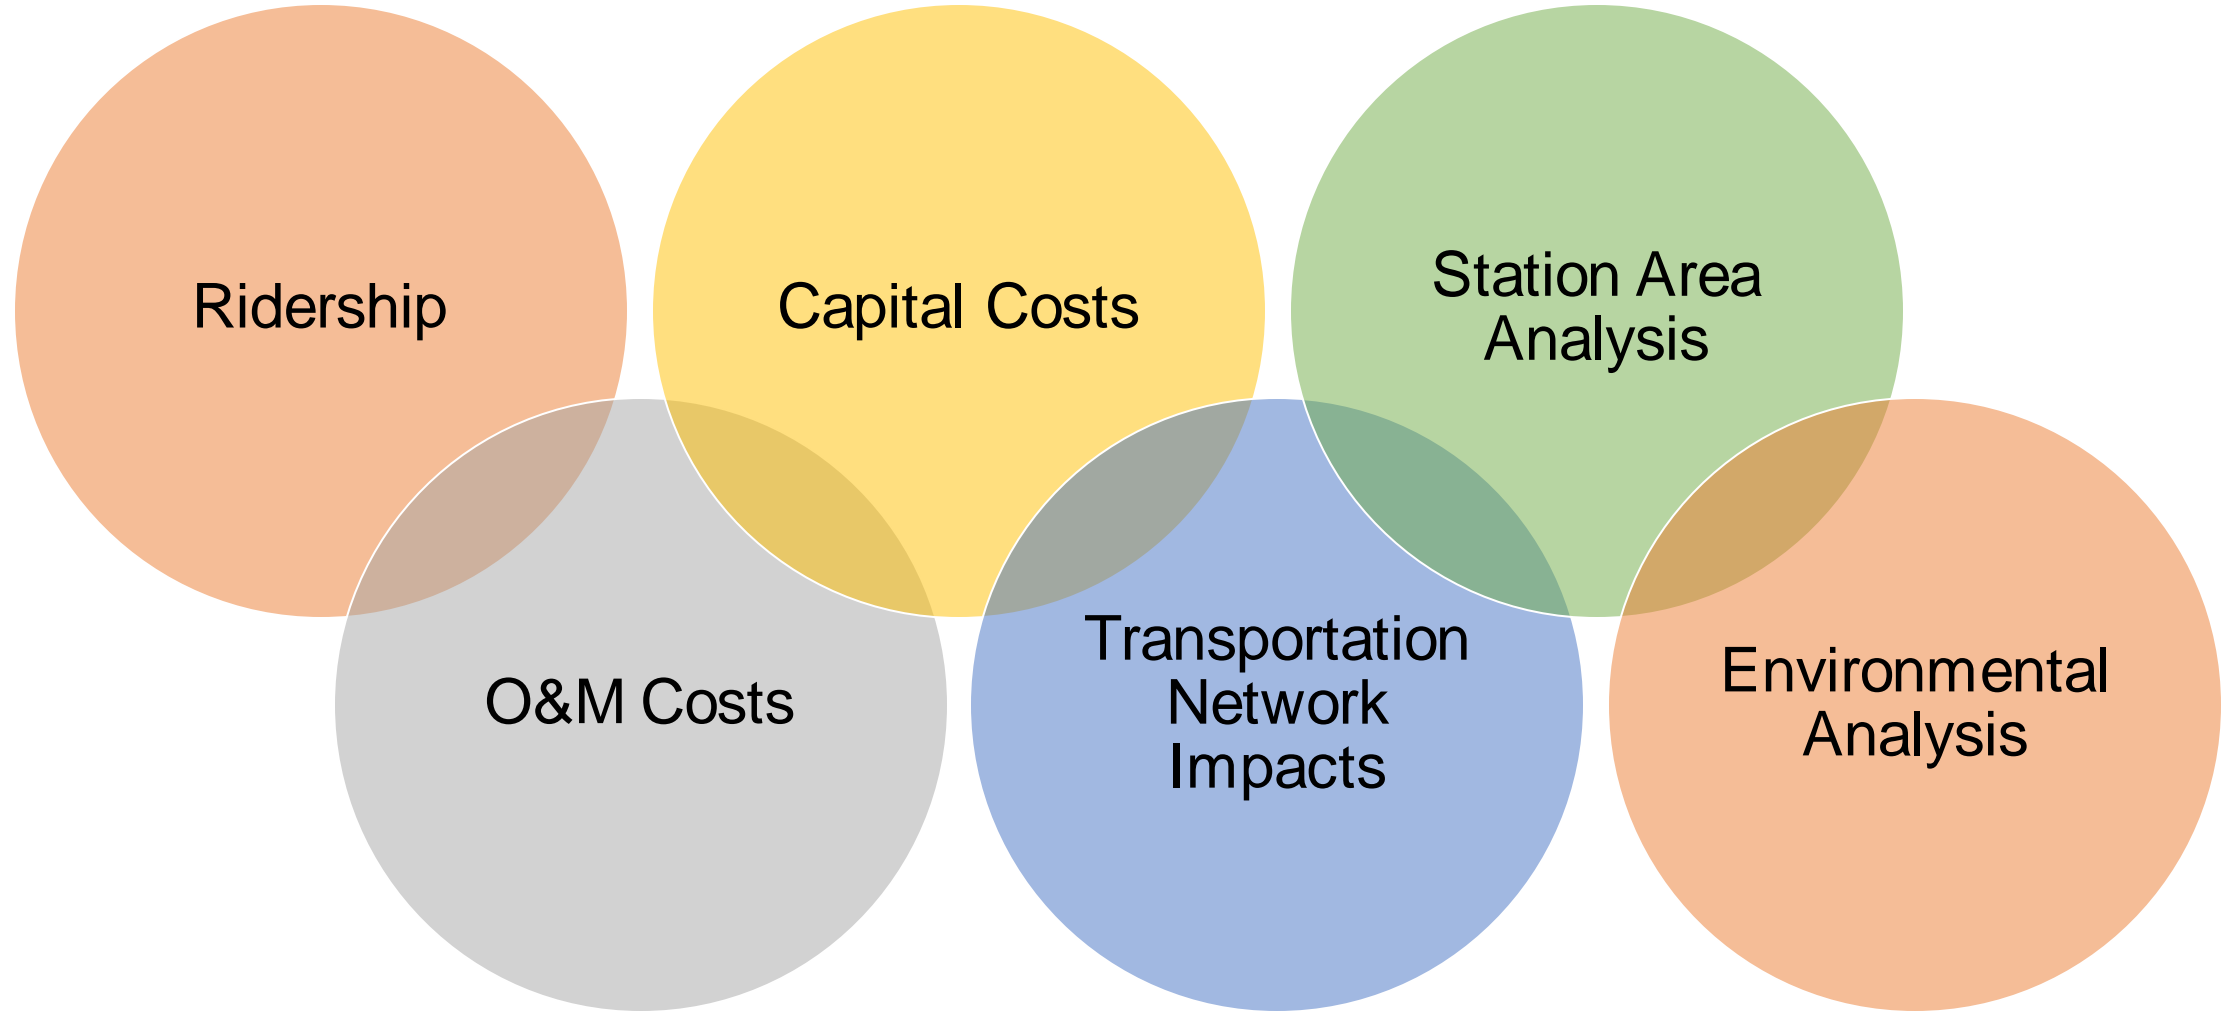 Ridership
Capital Costs
Station Area
Analysis
O&M Costs
Transportation
Network
Impacts
Environmental
Analysis